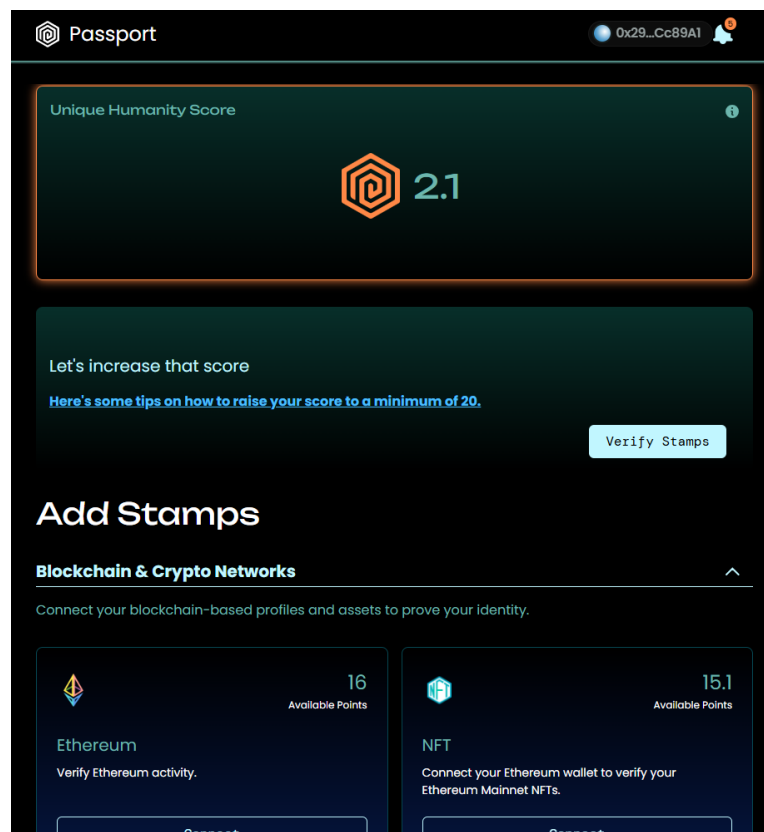 Passport
0x29...Cc89A1
5
Unique Humanity Score
2.1
Let's increase that score
Here's some tips on how to raise your score to a minimum of 20.
Verify Stamps
Add Stamps
Blockchain & Crypto Networks
Connect your blockchain-based profiles and assets to prove your identity.
16
Available Points
Ethereum
Verify Ethereum activity.
Connect
NFT
15.1
Available Points
NFT
Connect your Ethereum wallet to verify your
Ethereum Mainnet NFTs.
Connect